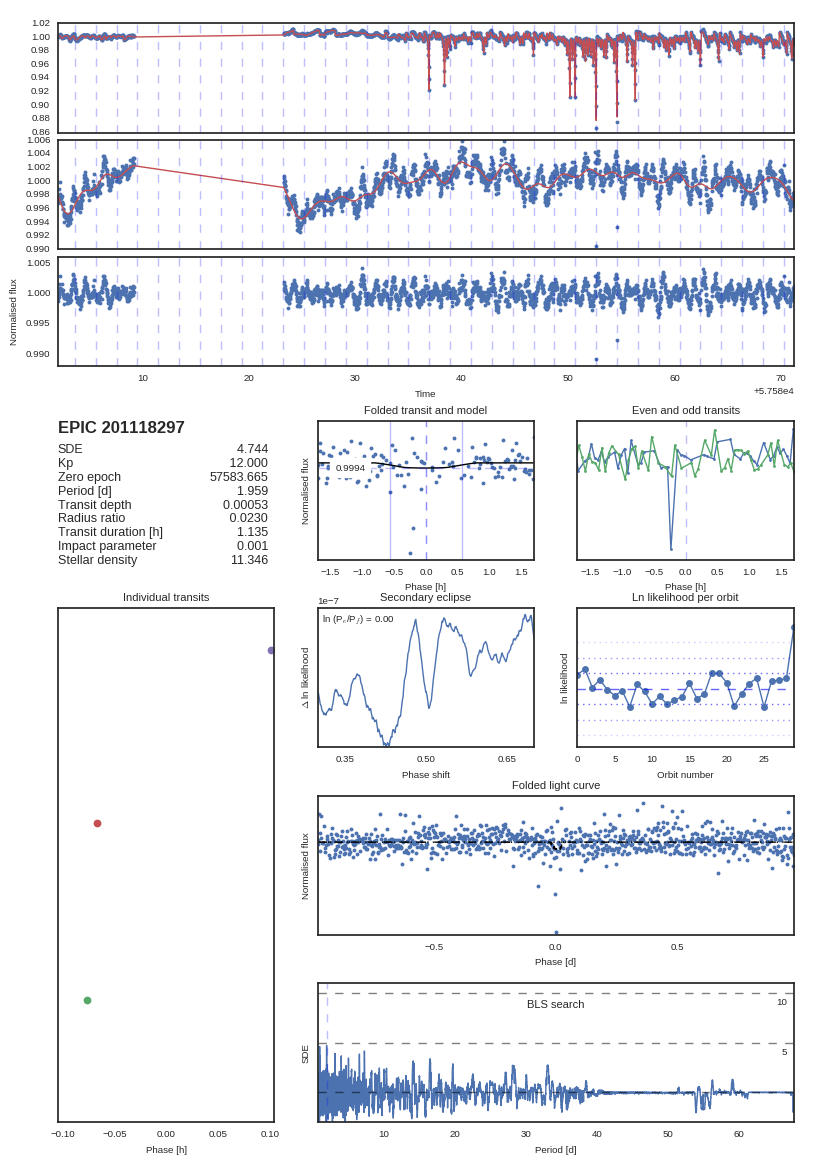 1.02
1.00
0.98
0.96
0.94
0.92
0.90
0.88
0.86
1.006
1.004
1.002
1.000
0.998
0.996
0.994
0.992
0.990
1.005
1.000
0.995
0.990
Normalised flux
10 20 30 40 50 60 70
Time
+5.758e4
EPIC 201118297
SDE 4.744
Kp 12.000
Zero epoch 57583.665
Period [d] 1.959
Transit depth 0.00053
Radius ratio 0.0230
Transit duration [h] 1.135
Impact parameter 0.001
Stellar density 11.346
Folded transit and model
Normalised flux
0.9994
−1.5 −1.0 −0.5 0.0 0.5 1.0 1.5
Phase [h]
Even and odd transits
−1.5 −1.0 −0.5 0.0 0.5 1.0 1.5
Phase [h]
Individual transits
−0.10 −0.05 0.00 0.05 0.10
Phase [h]
Secondary eclipse
1e−7
Δ ln likelihood
0.35 0.50 0.65
Phase shift
Ln likelihood per orbit
ln likelihood
0 5 10 15 20 25
Orbit number
Folded light curve
Normalised flux
−0.5 0.0 0.5
Phase [d]
BLS search
SDE
10
5
10 20 30 40 50 60
Period [d]